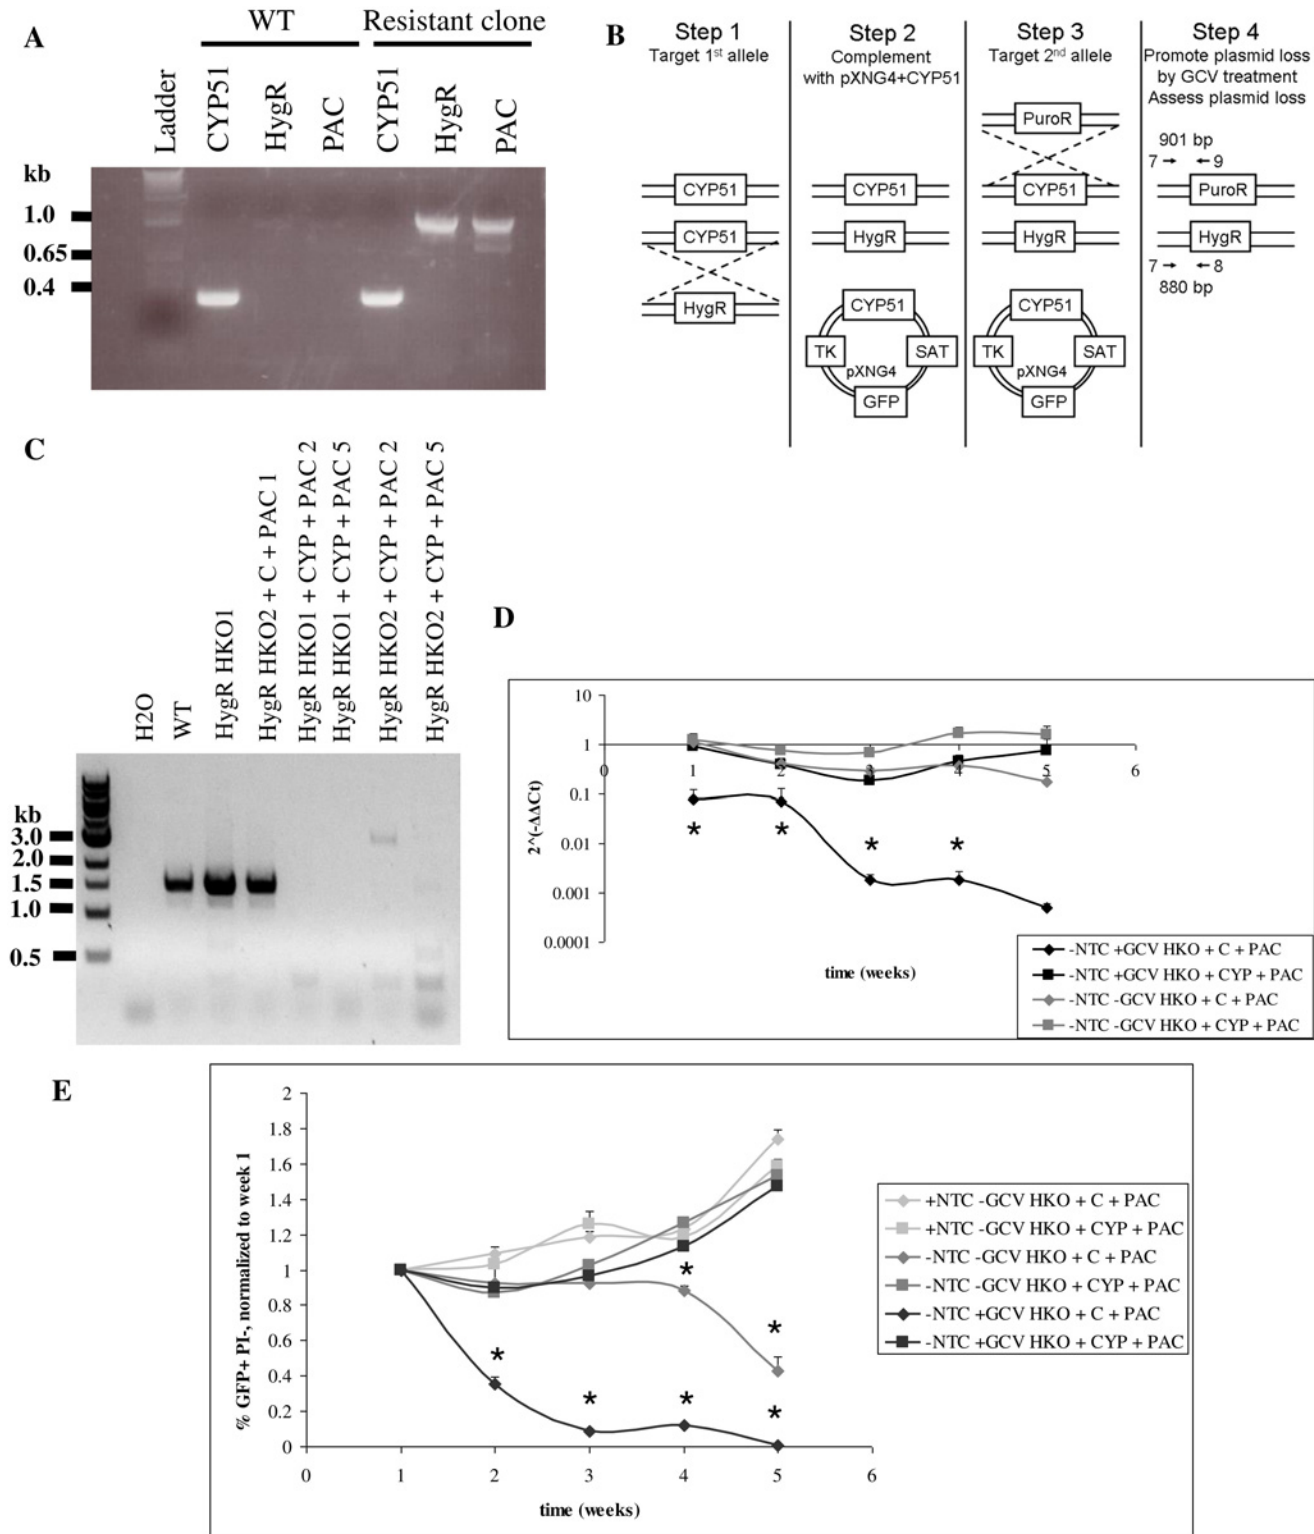 A
WT
Resistant clone
Ladder
CYP51
HygR
PAC
CYP51
HygR
PAC
kb
1.0
0.65
0.4
B
Step 1
Target 1st allele
CYP51
CYP51
HygR
Step 2
Complement
with pXNG4+CYP51
CYP51
HygR
CYP51
TK
SAT
pXNG4
GFP
Step 3
Target 2nd allele
PuroR
CYP51
HygR
CYP51
TK
SAT
pXNG4
GFP
Step 4
Promote plasmid loss
by GCV treatment
Assess plasmid loss
901 bp
7 9
PuroR
HygR
7 8
880 bp
C
H2O
WT
HygR HKO1
HygR HKO2 + C + PAC 1
HygR HKO1 + CYP + PAC 2
HygR HKO1 + CYP + PAC 5
HygR HKO2 + CYP + PAC 2
HygR HKO2 + CYP + PAC 5
kb
3.0
2.0
1.5
1.0
0.5
D
10
1
0.1
0.01
0.001
0.0001
2^(-ΔΔCt)
0 1 2 3 4 5 6
* * * *
time (weeks)
-NTC +GCV HKO + C + PAC
-NTC +GCV HKO + CYP + PAC
-NTC -GCV HKO + C + PAC
-NTC -GCV HKO + CYP + PAC
E
2
1.8
1.6
1.4
1.2
1
0.8
0.6
0.4
0.2
0
% GFP+ PI-, normalized to week 1
* * * * * *
0 1 2 3 4 5 6
time (weeks)
+NTC -GCV HKO + C + PAC
+NTC -GCV HKO + CYP + PAC
-NTC -GCV HKO + C + PAC
-NTC -GCV HKO + CYP + PAC
-NTC +GCV HKO + C + PAC
-NTC +GCV HKO + CYP + PAC